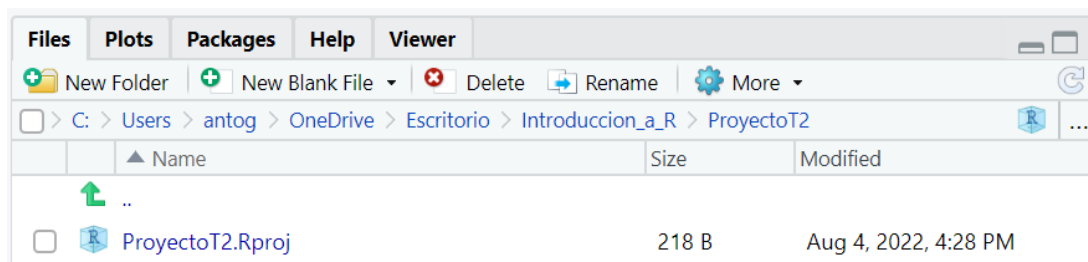 Files Plots Packages Help Viewer
New Folder New Blank File Delete Rename More
C: > Users > antog > OneDrive > Escritorio > Introduccion_a_R > ProyectoT2 R ...
Name Size Modified
..
R ProyectoT2.Rproj 218 B Aug 4, 2022, 4:28 PM